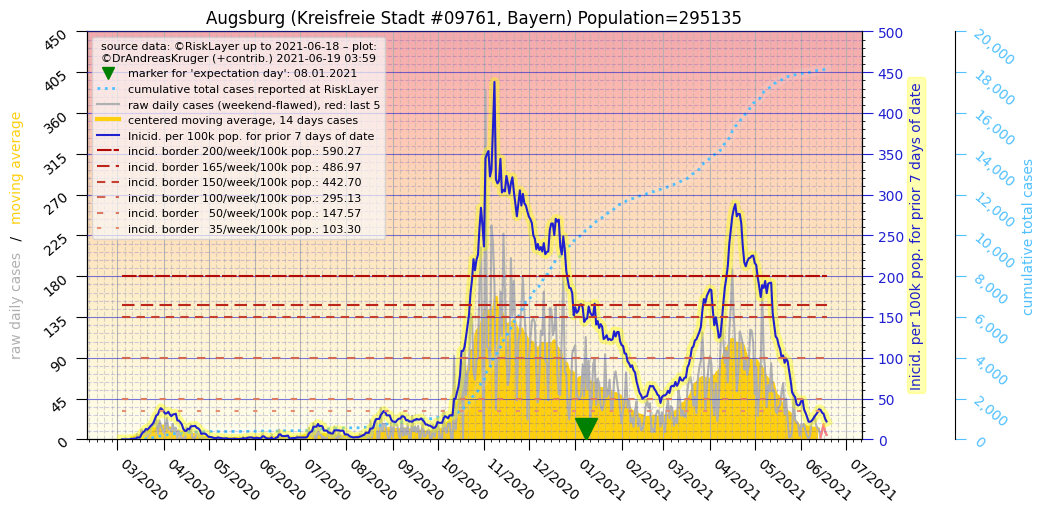 Augsburg (Kreisfreie Stadt #09761, Bayern) Population=295135
source data: ©RiskLayer up to 2021-06-18 – plot:
©DrAndreasKruger (+contrib.) 2021-06-19 03:59
marker for 'expectation day': 08.01.2021
cumulative total cases reported at RiskLayer
raw daily cases (weekend-flawed), red: last 5
centered moving average, 14 days cases
Inicid. per 100k pop. for prior 7 days of date
incid. border 200/week/100k pop.: 590.27
incid. border 165/week/100k pop.: 486.97
incid. border 150/week/100k pop.: 442.70
incid. border 100/week/100k pop.: 295.13
incid. border   50/week/100k pop.: 147.57
incid. border   35/week/100k pop.: 103.30
raw daily cases  /  moving average
450
405
360
315
270
225
180
135
90
45
0
03/2020
04/2020
05/2020
06/2020
07/2020
08/2020
09/2020
10/2020
11/2020
12/2020
01/2021
02/2021
03/2021
04/2021
05/2021
06/2021
07/2021
500
450
400
350
300
250
200
150
100
50
0
Inicid. per 100k pop. for prior 7 days of date
20,000
18,000
16,000
14,000
12,000
10,000
8,000
6,000
4,000
2,000
0
cumulative total cases